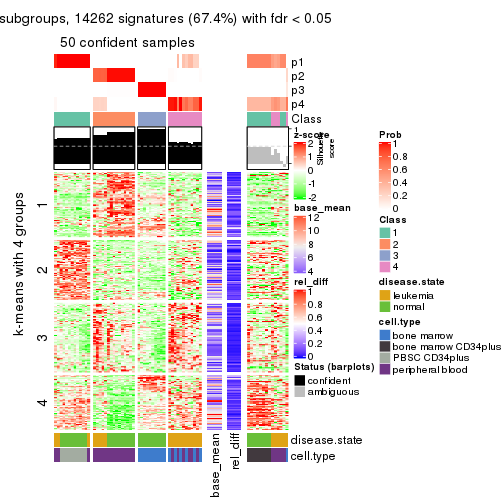 subgroups, 14262 signatures (67.4%) with fdr < 0.05
50 confident samples
p1
p2
p3
p4
Class
1
z-score
2
1
0
-1
-2
Silhouette
score
base_mean
12
10
8
6
4
rel_diff
1
0.8
0.6
0.4
0.2
0
Status (barplots)
confident
ambiguous
Prob
1
0.8
0.6
0.4
0.2
0
Class
1
2
3
4
disease.state
leukemia
normal
cell.type
bone marrow
bone marrow CD34plus
PBSC CD34plus
peripheral blood
k-means with 4 groups
1
2
3
4
disease.state
cell.type
base_mean
rel_diff